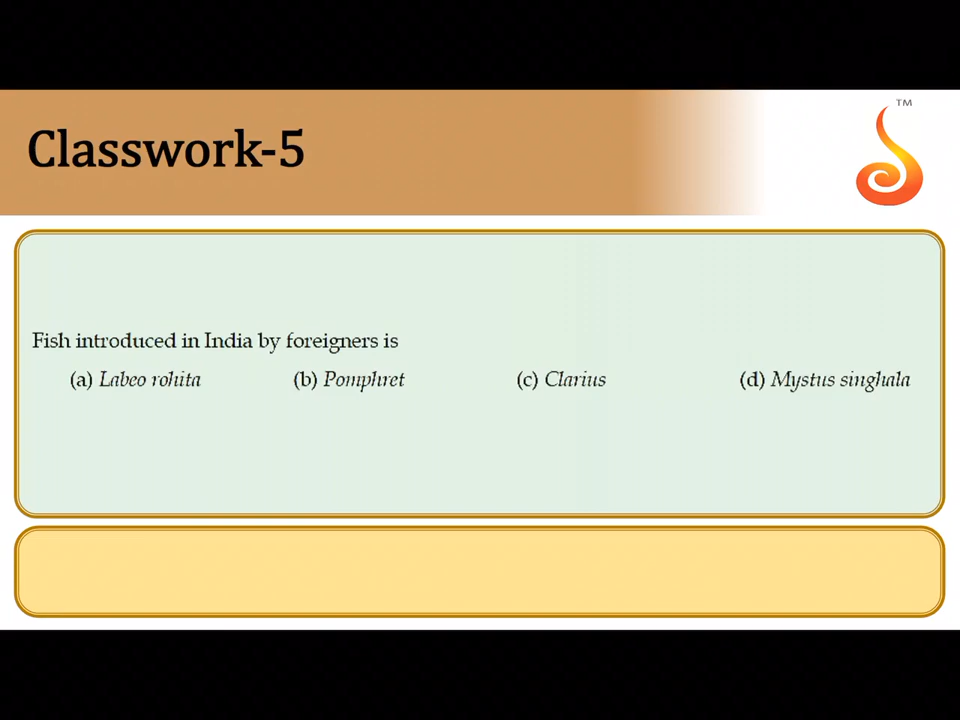 TM
Classwork-5
Fish introduced in India by foreigners is
(a) Labeo rohita (b) Pomphret (c) Clarius (d) Mystus singhala